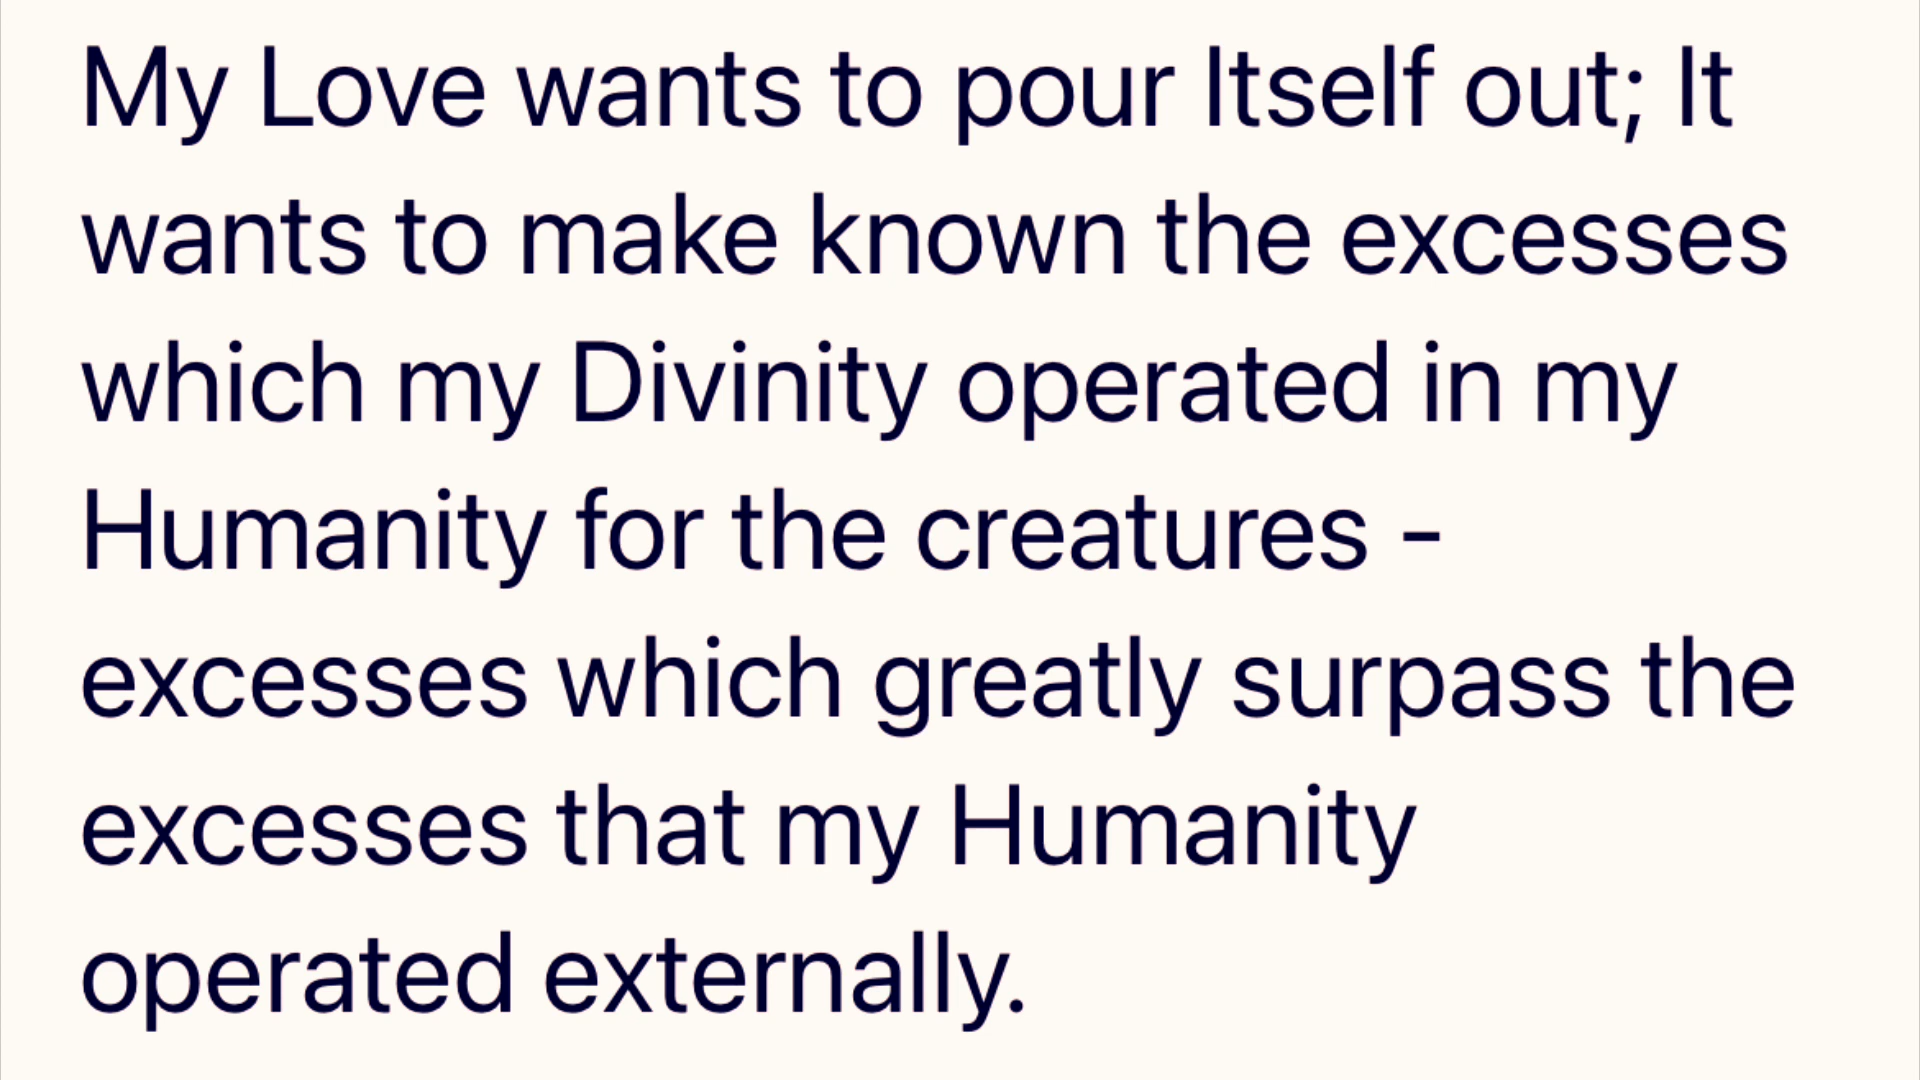 My Love wants to pour Itself out; It
wants to make known the excesses
which my Divinity operated in my
Humanity for the creatures -
excesses which greatly surpass the
excesses that my Humanity
operated externally.